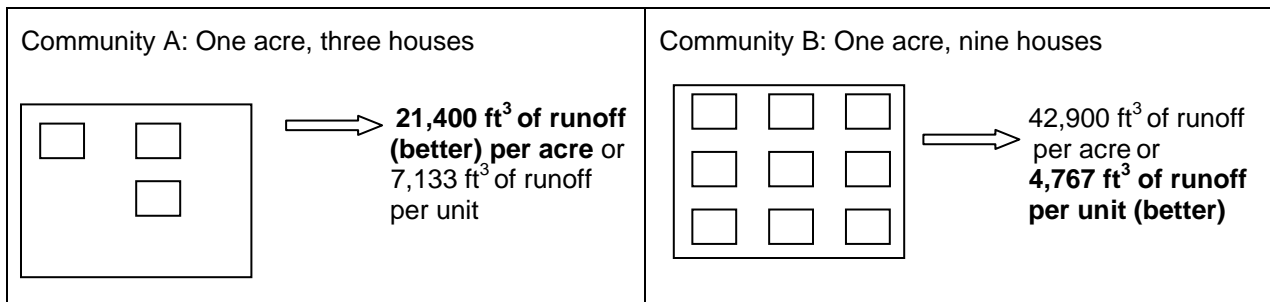 Community A: One acre, three houses
21,400 ft³ of runoff
(better) per acre or
7,133 ft³ of runoff
per unit
Community B: One acre, nine houses
42,900 ft³ of runoff
per acre or
4,767 ft³ of runoff
per unit (better)